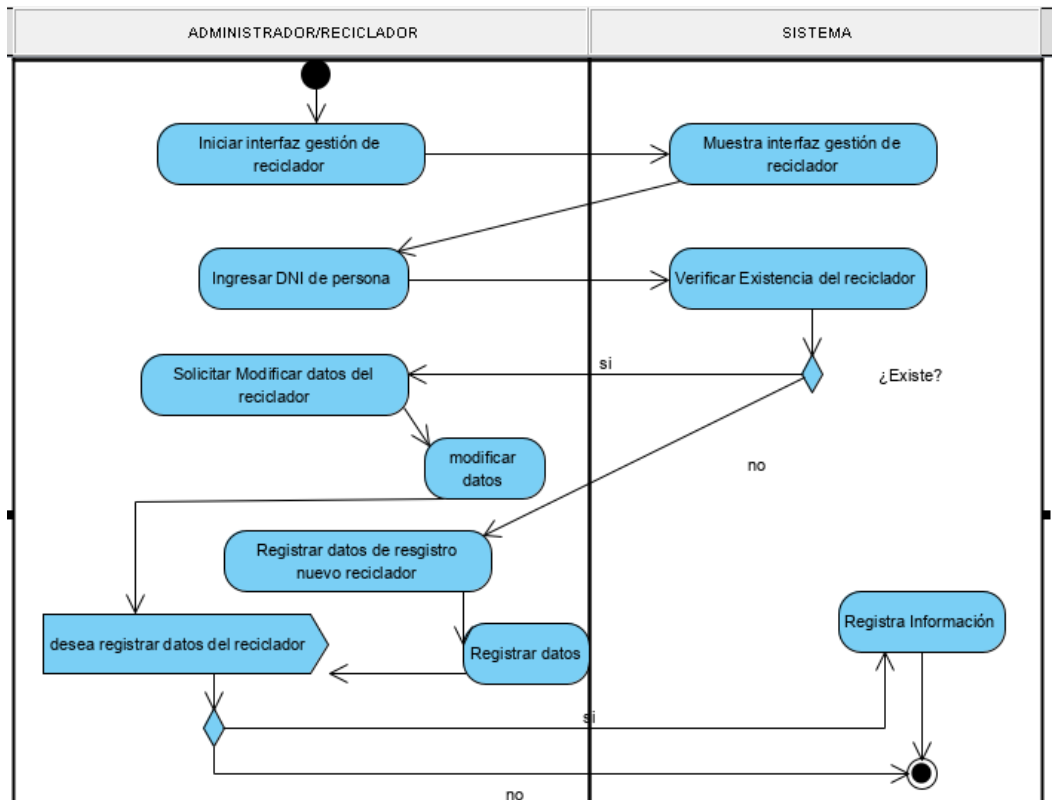 ADMINISTRADOR/RECICLADOR
SISTEMA
Iniciar interfaz gestión de
reciclador
Muestra interfaz gestión de
reciclador
Ingresar DNI de persona
Verificar Existencia del reciclador
si
¿Existe?
Solicitar Modificar datos del
reciclador
modificar
datos
no
Registrar datos de resgistro
nuevo reciclador
desea registrar datos del reciclador
Registrar datos
Registra Información
si
no